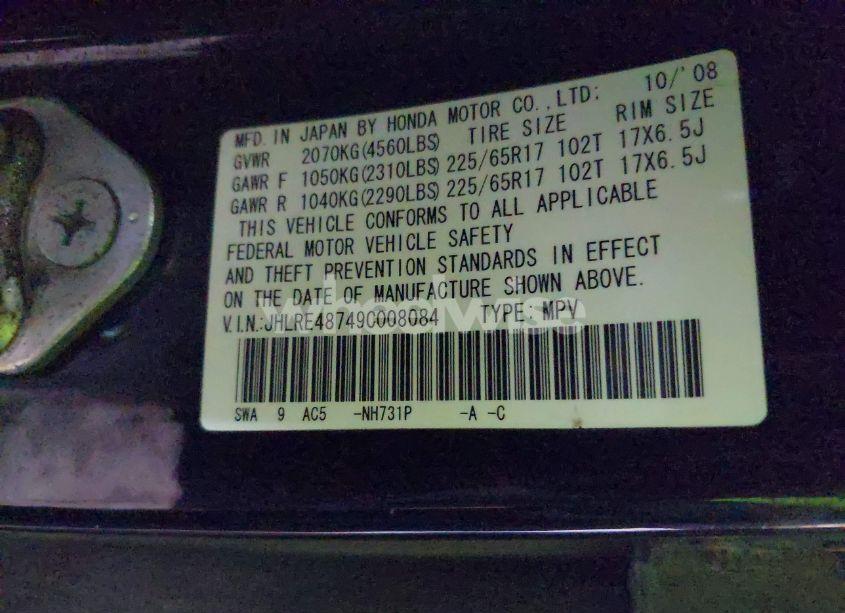 MFD. IN JAPAN BY HONDA MOTOR CO., LTD: 10/'08
GVWR 2070KG(4560LBS) TIRE SIZE RIM SIZE
GAWR F 1050KG(2310LBS) 225/65R17 102T 17X6.5J
GAWR R 1040KG(2290LBS) 225/65R17 102T 17X6.5J
THIS VEHICLE CONFORMS TO ALL APPLICABLE
FEDERAL MOTOR VEHICLE SAFETY
AND THEFT PREVENTION STANDARDS IN EFFECT
ON THE DATE OF MANUFACTURE SHOWN ABOVE.
V.I.N.:JHLRE48749C008084 TYPE: MPV
wheelwise
SWA 9 AC5 -NH731P -A -C